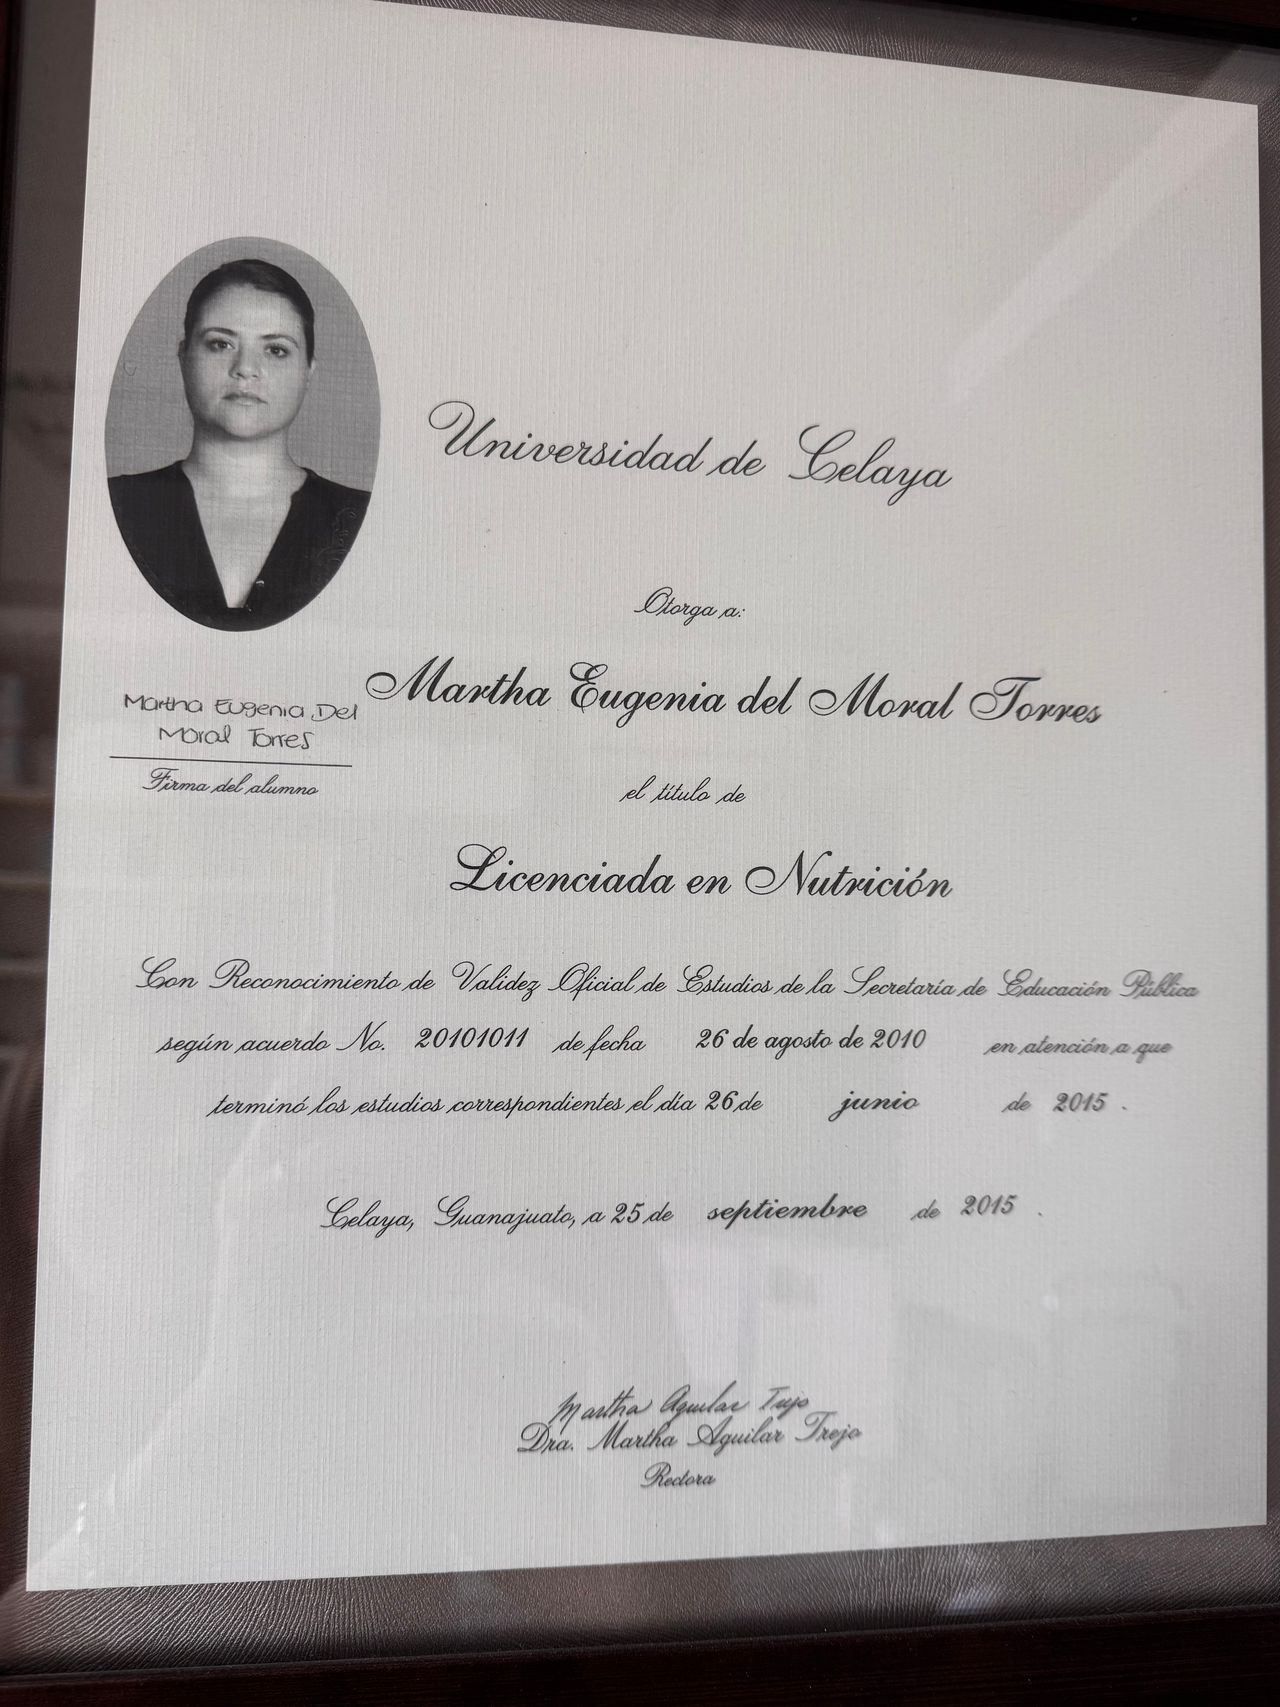 Universidad de Celaya
Otorga a:
Martha Eugenia del Moral Torres
Martha Eugenia Del
Moral Torres
Firma del alumno
el título de
Licenciada en Nutrición
Con Reconocimiento de Validez Oficial de Estudios de la Secretaría de Educación Pública
según acuerdo No. 20101011 de fecha 26 de agosto de 2010 en atención a que
terminó los estudios correspondientes el día 26 de junio de 2015 .
Celaya, Guanajuato, a 25 de septiembre de 2015 .
Martha Aguilar Trejo
Dra. Martha Aguilar Trejo
Rectora